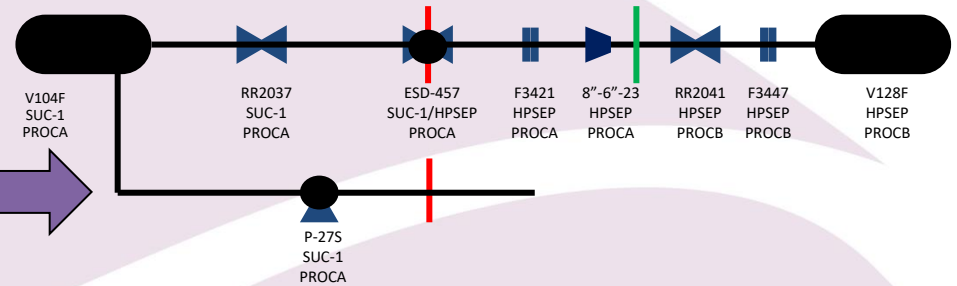 V104F
SUC-1
PROCA
RR2037
SUC-1
PROCA
ESD-457
SUC-1/HPSEP
PROCA
F3421
HPSEP
PROCA
8”-6”-23
HPSEP
PROCA
RR2041
HPSEP
PROCB
F3447
HPSEP
PROCB
V128F
HPSEP
PROCB
P-27S
SUC-1
PROCA